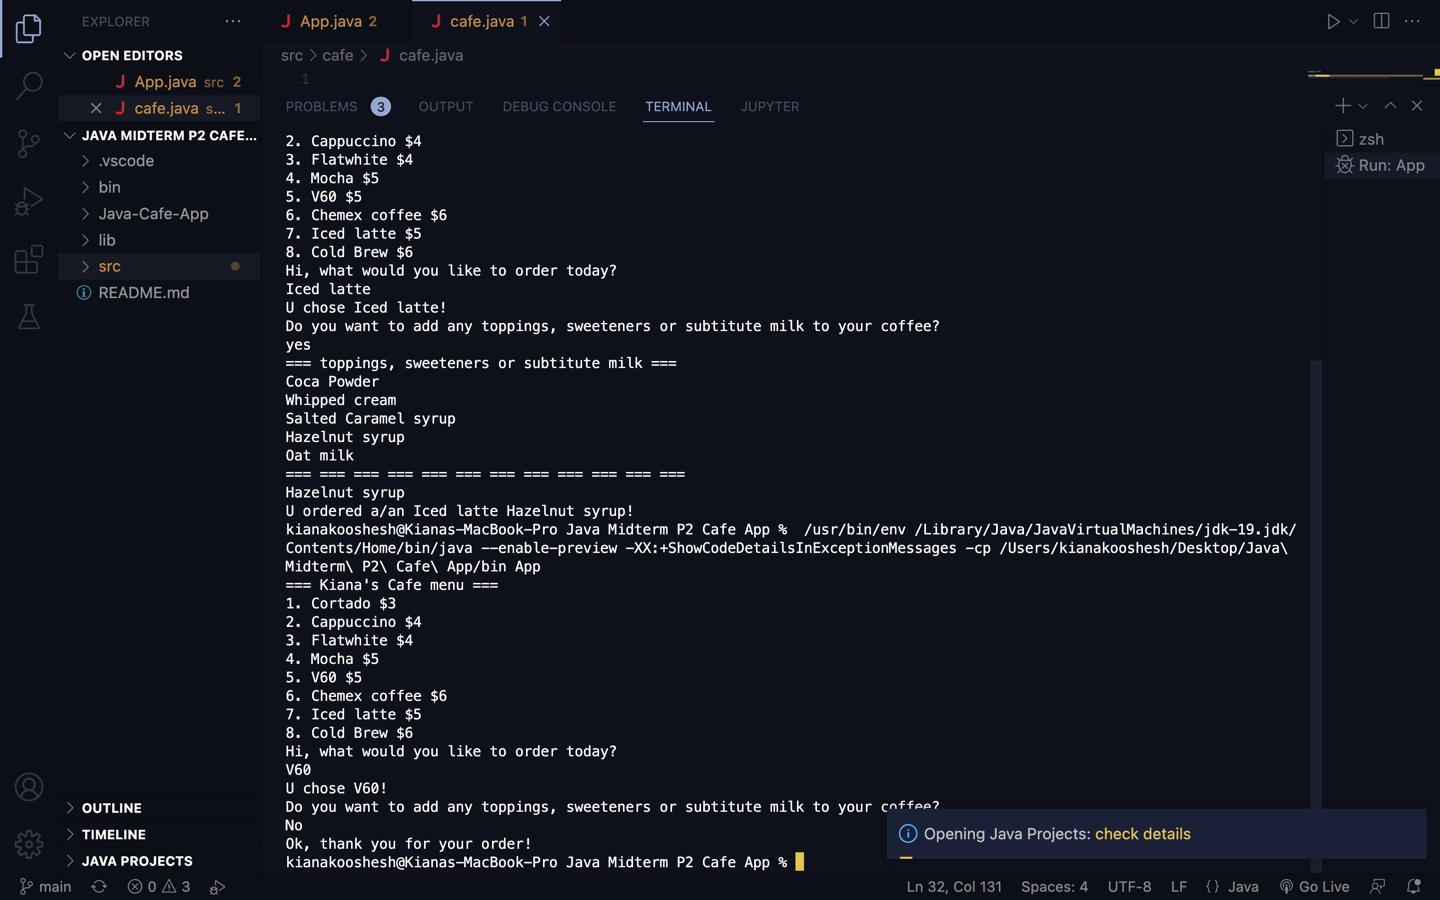 EXPLORER
App.java 2
cafe.java 1
OPEN EDITORS
src > cafe > cafe.java
App.java src 2
1
cafe.java s... 1
PROBLEMS 3 OUTPUT DEBUG CONSOLE TERMINAL JUPYTER
JAVA MIDTERM P2 CAFE...
.vscode
bin
Java-Cafe-App
lib
src
README.md
zsh
Run: App
2. Cappuccino $4
3. Flatwhite $4
4. Mocha $5
5. V60 $5
6. Chemex coffee $6
7. Iced latte $5
8. Cold Brew $6
Hi, what would you like to order today?
Iced latte
U chose Iced latte!
Do you want to add any toppings, sweeteners or subtitute milk to your coffee?
yes
=== toppings, sweeteners or subtitute milk ===
Coca Powder
Whipped cream
Salted Caramel syrup
Hazelnut syrup
Oat milk
=== === === === === === === === === === === ===
Hazelnut syrup
U ordered a/an Iced latte Hazelnut syrup!
kianakooshesh@Kianas-MacBook-Pro Java Midterm P2 Cafe App %  /usr/bin/env /Library/Java/JavaVirtualMachines/jdk-19.jdk/
Contents/Home/bin/java --enable-preview -XX:+ShowCodeDetailsInExceptionMessages -cp /Users/kianakooshesh/Desktop/Java\
Midterm\ P2\ Cafe\ App/bin App
=== Kiana's Cafe menu ===
1. Cortado $3
2. Cappuccino $4
3. Flatwhite $4
4. Mocha $5
5. V60 $5
6. Chemex coffee $6
7. Iced latte $5
8. Cold Brew $6
Hi, what would you like to order today?
V60
U chose V60!
Do you want to add any toppings, sweeteners or subtitute milk to your coffee?
No
Ok, thank you for your order!
kianakooshesh@Kianas-MacBook-Pro Java Midterm P2 Cafe App %
OUTLINE
TIMELINE
JAVA PROJECTS
Opening Java Projects: check details
main 0 3
Ln 32, Col 131 Spaces: 4 UTF-8 LF {} Java Go Live